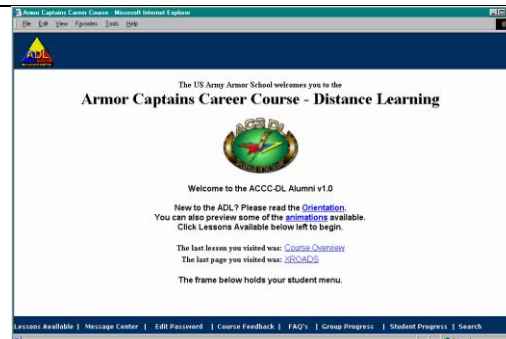 Armor Captains Career Course - Microsoft Internet Explorer
File Edit View Favorites Tools Help
ADL
The US Army Armor School welcomes you to the
Armor Captains Career Course - Distance Learning
AC3 DL
Welcome to the ACCC-DL Alumni v1.0
New to the ADL? Please read the Orientation.
You can also preview some of the animations available.
Click Lessons Available below left to begin.
The last lesson you visited was: Course Overview
The last page you visited was: XROADS
The frame below holds your student menu.
Lessons Available | Message Center | Edit Password | Course Feedback | FAQ's | Group Progress | Student Progress | Search